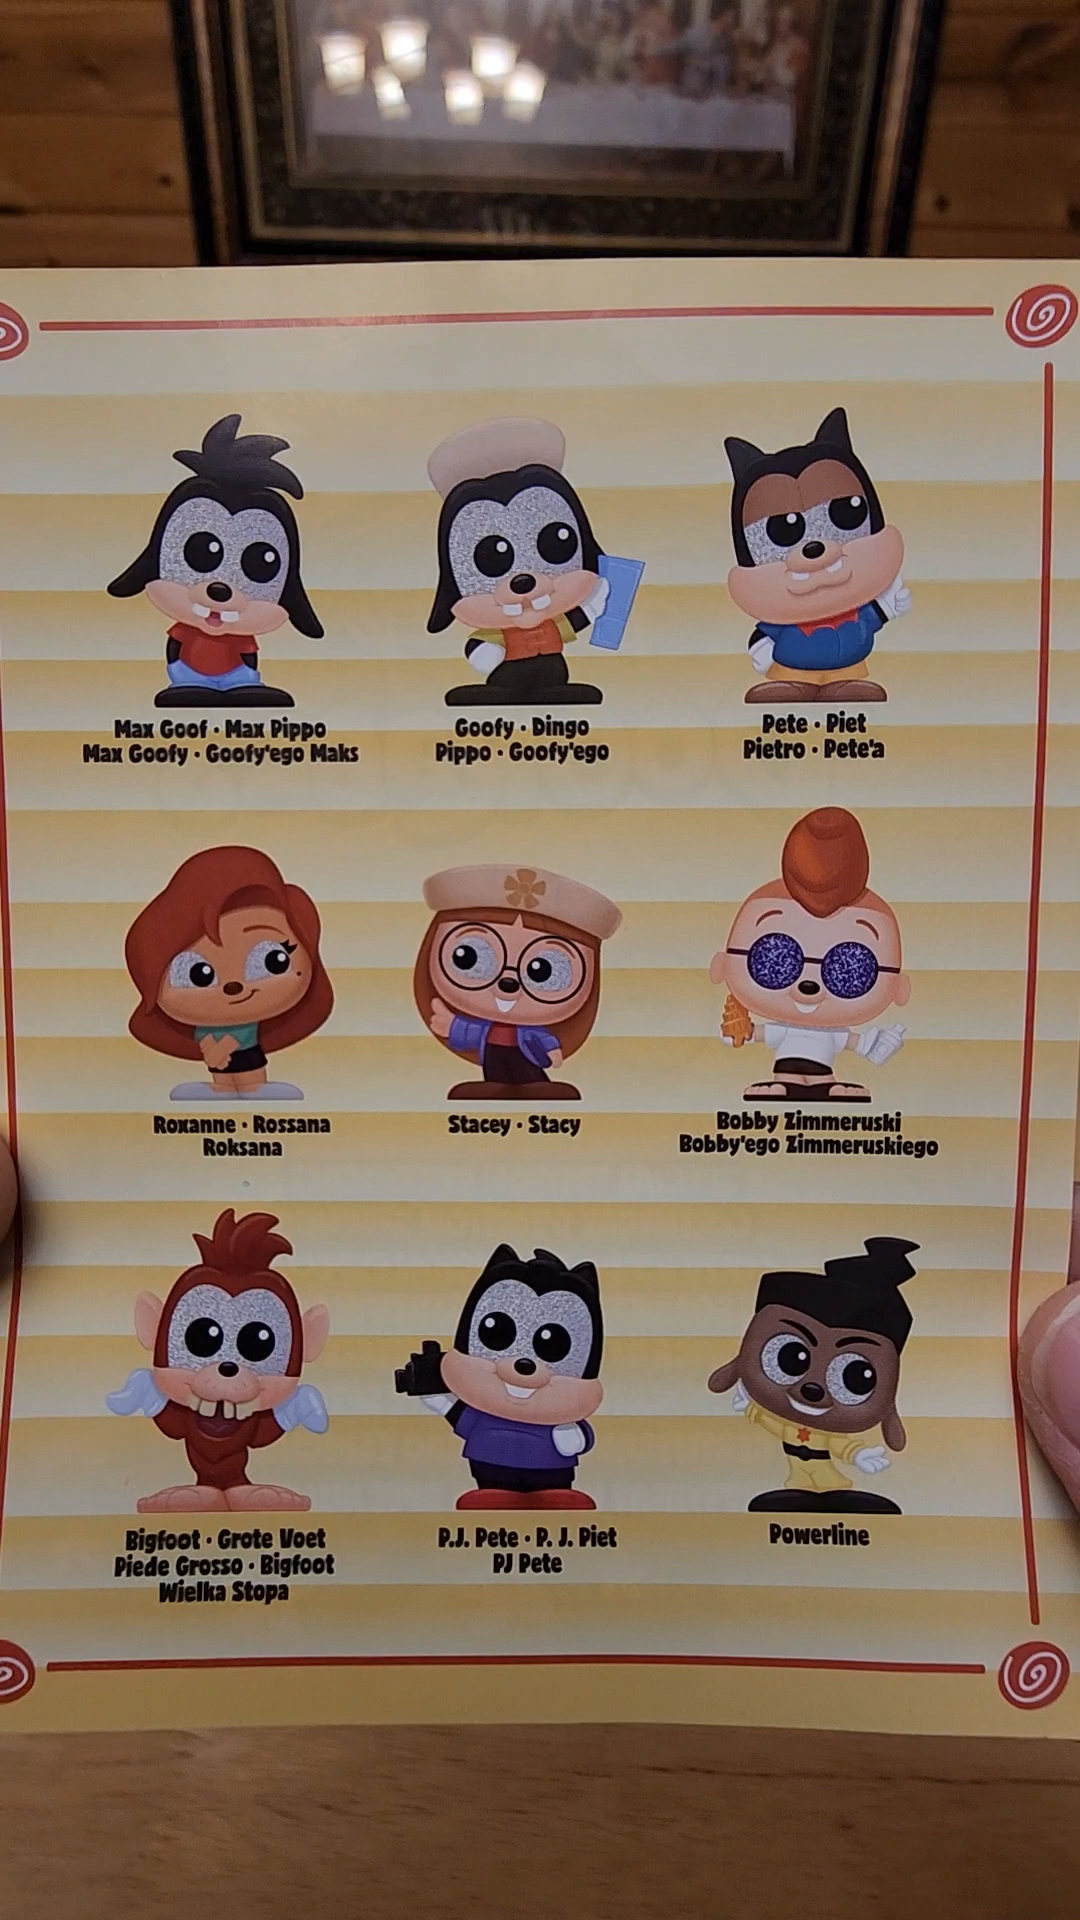 Max Goof · Max Pippo
Max Goofy · Goofy'ego Maks
Goofy · Dingo
Pippo · Goofy'ego
Pete · Piet
Pietro · Pete'a
Roxanne · Rossana
Roksana
Stacey · Stacy
Bobby Zimmeruski
Bobby'ego Zimmeruskiego
Bigfoot · Grote Voet
Piede Grosso · Bigfoot
Wielka Stopa
P.J. Pete · P. J. Piet
PJ Pete
Powerline